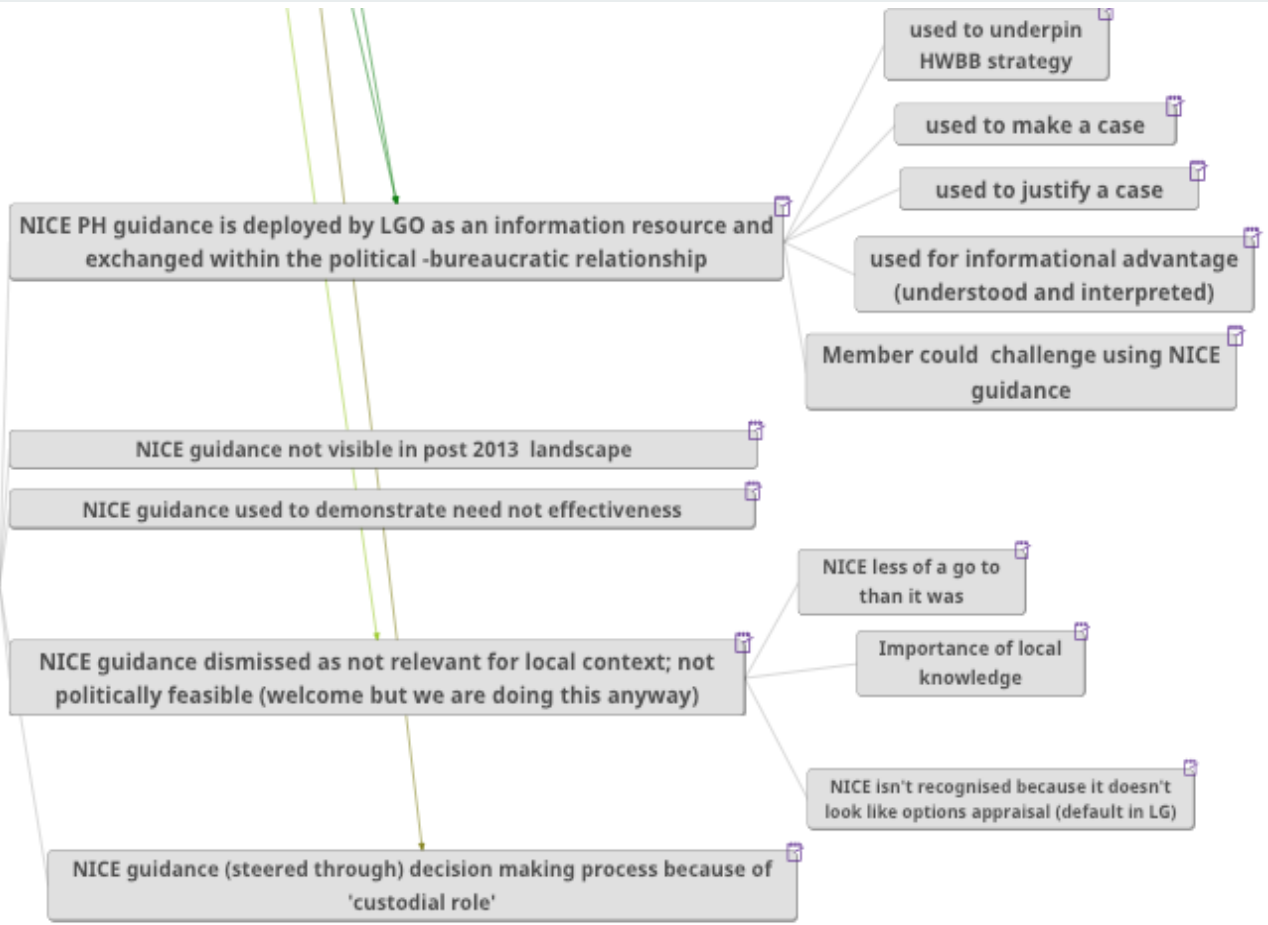 used to underpin
HWBB strategy
used to make a case
used to justify a case
NICE PH guidance is deployed by LGO as an information resource and
exchanged within the political -bureaucratic relationship
used for informational advantage
(understood and interpreted)
Member could  challenge using NICE
guidance
NICE guidance not visible in post 2013  landscape
NICE guidance used to demonstrate need not effectiveness
NICE less of a go to
than it was
Importance of local
knowledge
NICE guidance dismissed as not relevant for local context; not
politically feasible (welcome but we are doing this anyway)
NICE isn't recognised because it doesn't
look like options appraisal (default in LG)
NICE guidance (steered through) decision making process because of
'custodial role'